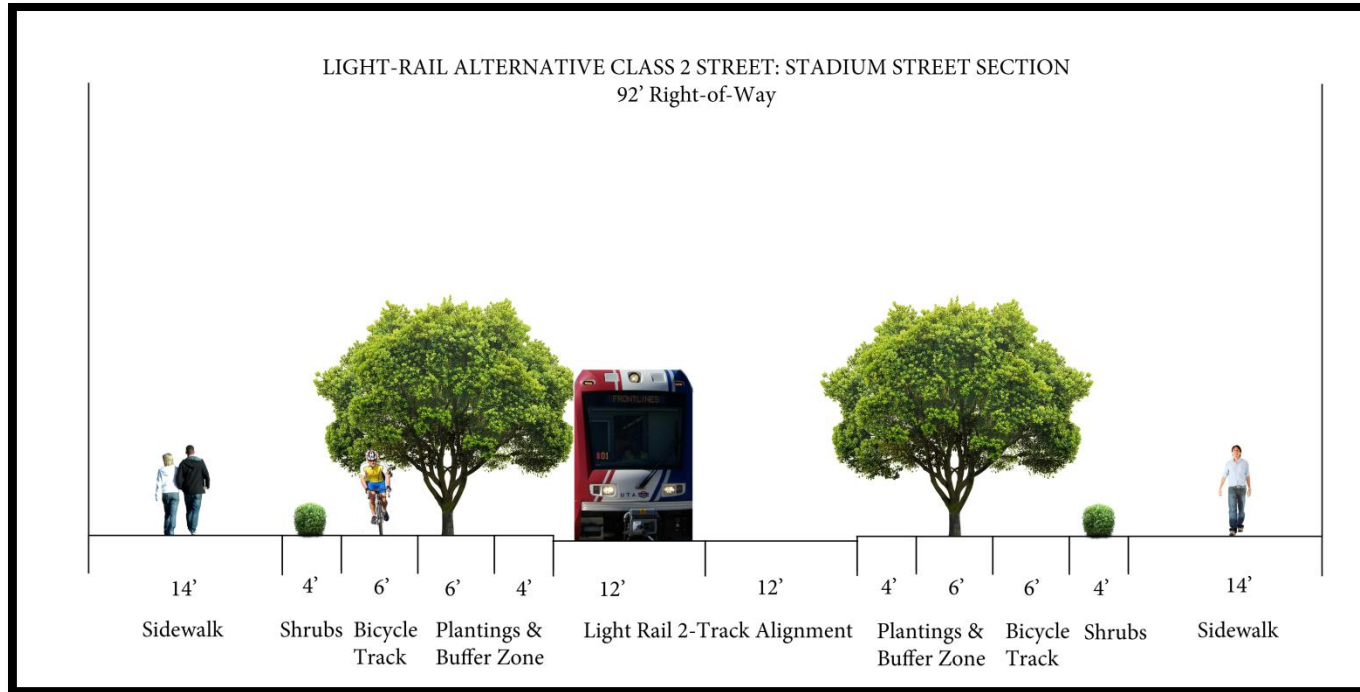 LIGHT-RAIL ALTERNATIVE CLASS 2 STREET: STADIUM STREET SECTION
92’ Right-of-Way
FRONTLINES
801
UTA
14’ 4’ 6’ 6’ 4’ 12’ 12’ 4’ 6’ 6’ 4’ 14’
Sidewalk Shrubs Bicycle Plantings & Light Rail 2-Track Alignment Plantings & Bicycle Shrubs Sidewalk
Track Buffer Zone Buffer Zone Track